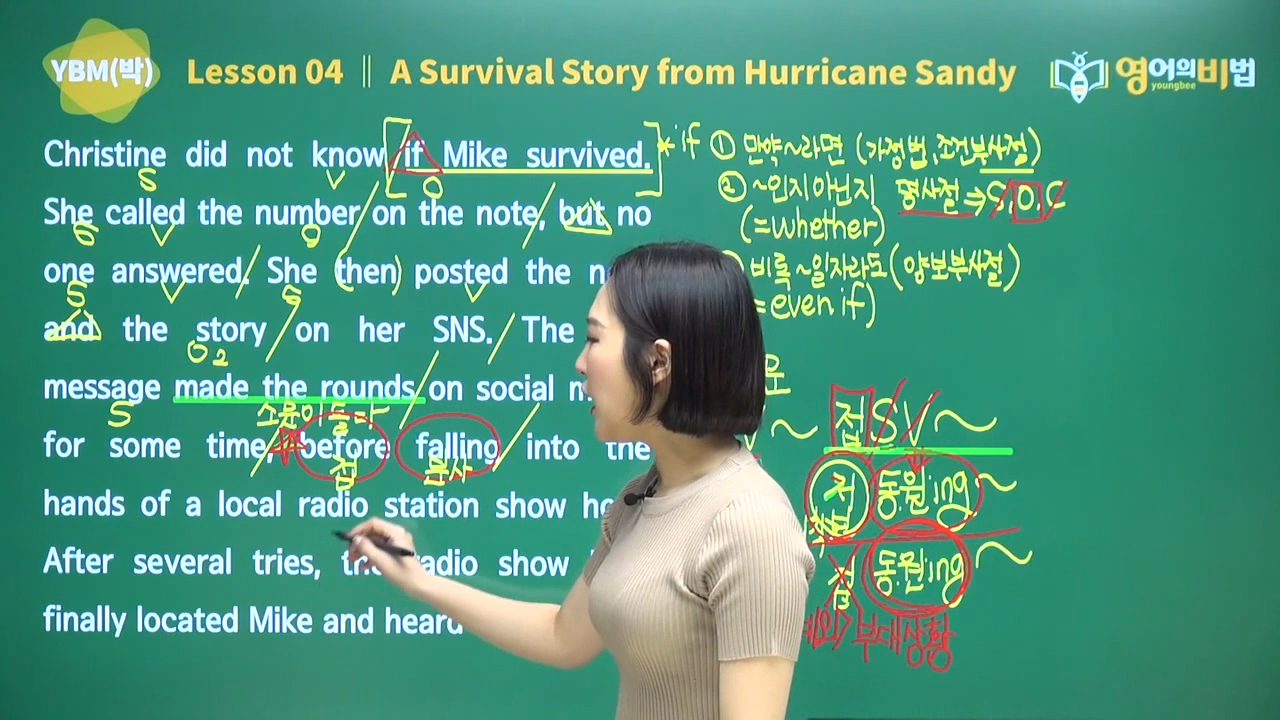 YBM(박)
Lesson 04 || A Survival Story from Hurricane Sandy
영어의비법
youngbee
Christine did not know if Mike survived.
S V O
She called the number on the note, but no
S V O
one answered. She then posted the
S V S V
and the story on her SNS. The
O 2
message made the rounds on social
S 소문이 돌다
for some time, before falling into the
접 분사
hands of a local radio station show
After several tries, the radio show
finally located Mike and heard
*if ① 만약~라면 (가정법, 조건부사절)
② ~인지아닌지 명사절⇒S.O.C
(=whether)
비록~일지라도(양보부사절)
=even if)
접 S V ~
접 동원ing ~
접 동원ing ~
부대상황